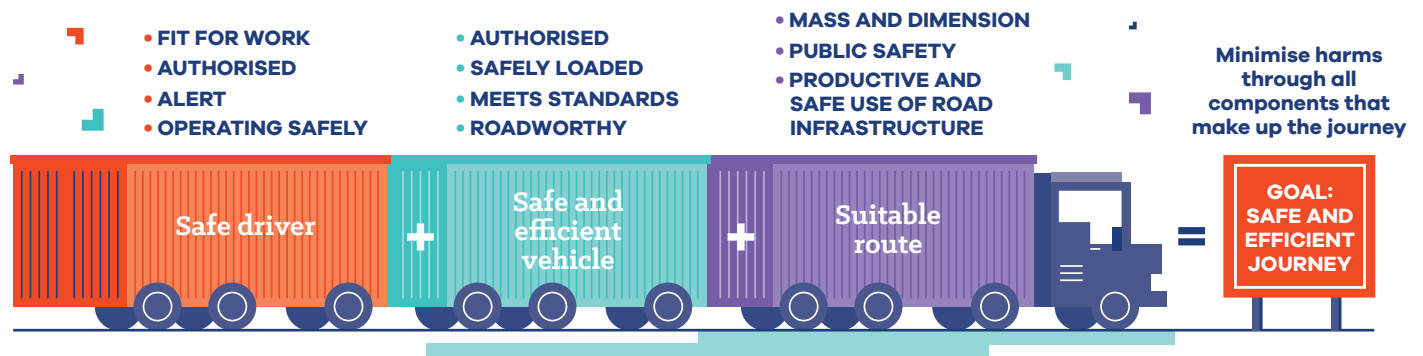 • FIT FOR WORK
• AUTHORISED
• ALERT
• OPERATING SAFELY
• AUTHORISED
• SAFELY LOADED
• MEETS STANDARDS
• ROADWORTHY
• MASS AND DIMENSION
• PUBLIC SAFETY
• PRODUCTIVE AND
SAFE USE OF ROAD
INFRASTRUCTURE
Minimise harms
through all
components that
make up the journey
Safe driver
+
Safe and
efficient
vehicle
+
Suitable
route
=
GOAL:
SAFE AND
EFFICIENT
JOURNEY